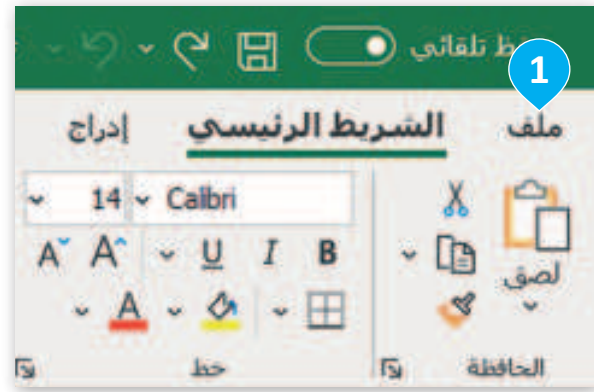 حفظ تلقائي
1
ملف الشريط الرئيسي إدراج
Calibri 14
B I U A A
لصق
A
الحافظة خط